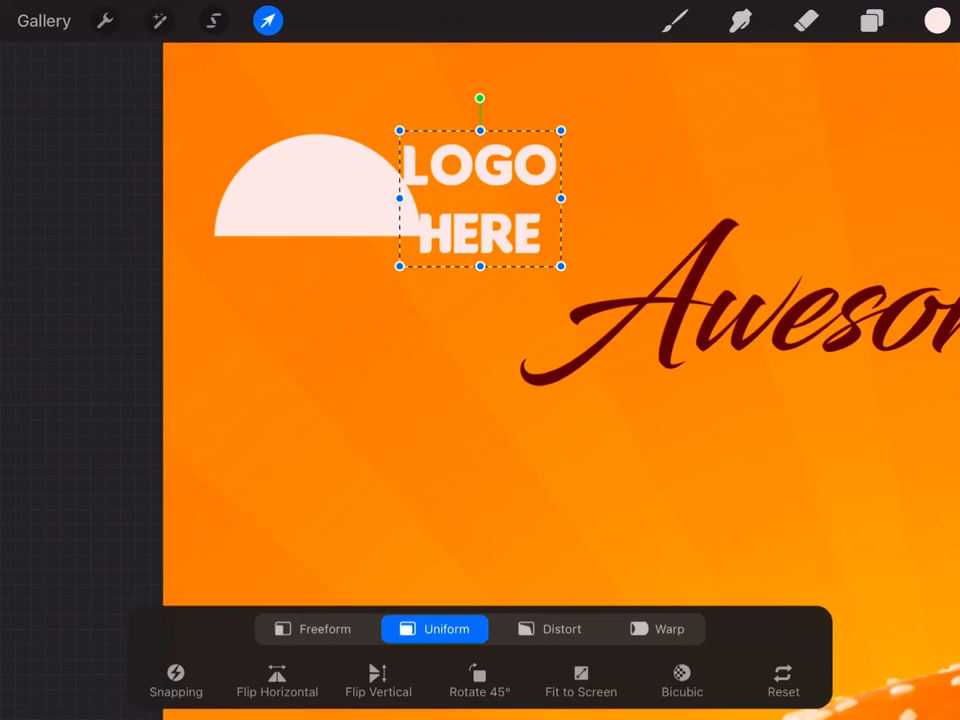 Gallery
LOGO
HERE
Aweso
Freeform
Uniform
Distort
Warp
Snapping
Flip Horizontal
Flip Vertical
Rotate 45°
Fit to Screen
Bicubic
Reset